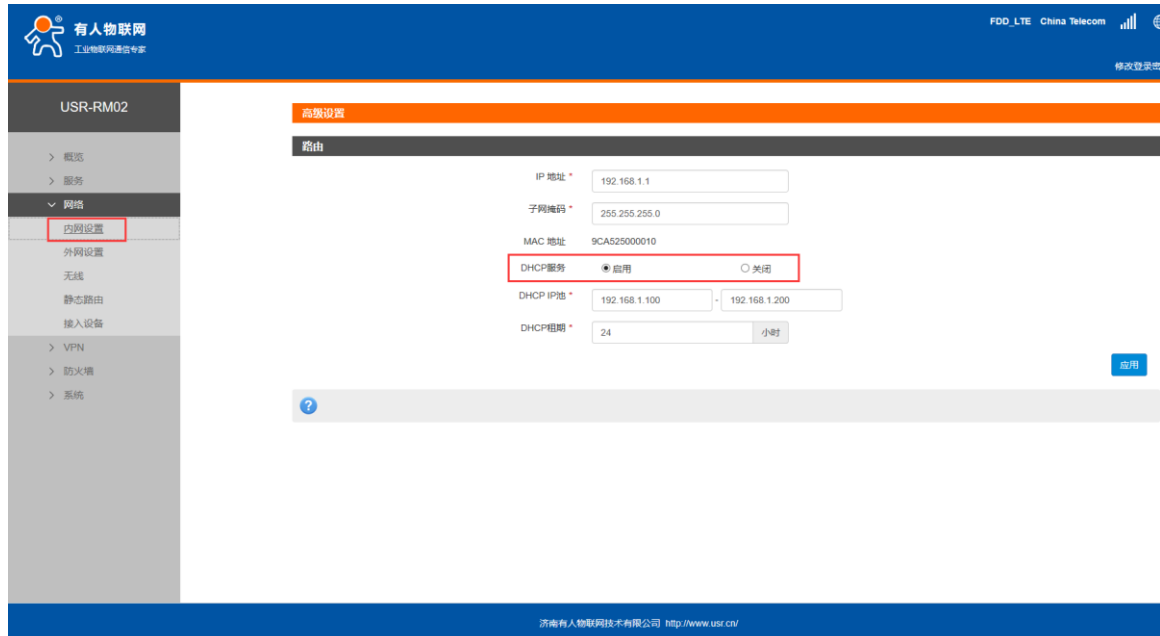 有人物联网
工业物联网通信专家
FDD_LTE China Telecom
修改登录密
USR-RM02
概览
服务
网络
内网设置
外网设置
无线
静态路由
接入设备
VPN
防火墙
系统
高级设置
路由
IP 地址 * 192.168.1.1
子网掩码 * 255.255.255.0
MAC 地址 9CA525000010
DHCP服务 启用 关闭
DHCP IP池 * 192.168.1.100 - 192.168.1.200
DHCP租期 * 24 小时
应用
济南有人物联网技术有限公司 http://www.usr.cn/